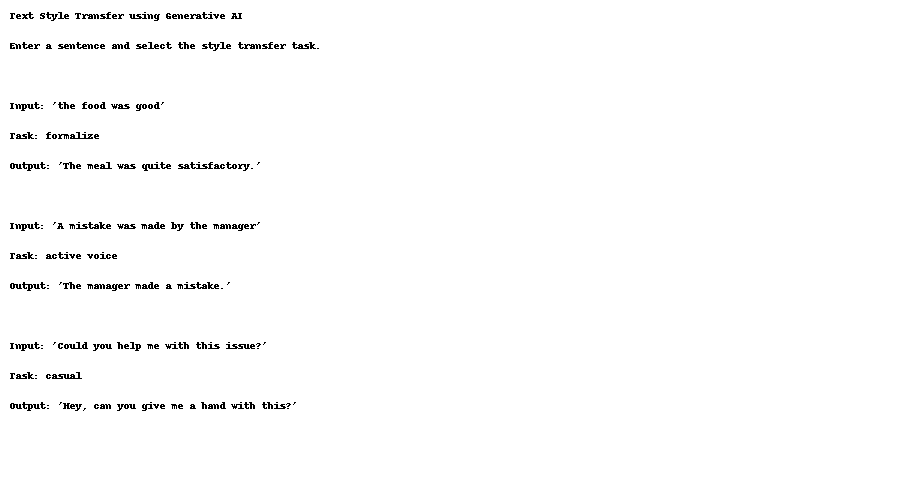 Text Style Transfer using Generative AI
Enter a sentence and select the style transfer task.
Input: 'the food was good'
Task: formalize
Output: 'The meal was quite satisfactory.'
Input: 'A mistake was made by the manager'
Task: active voice
Output: 'The manager made a mistake.'
Input: 'Could you help me with this issue?'
Task: casual
Output: 'Hey, can you give me a hand with this?'